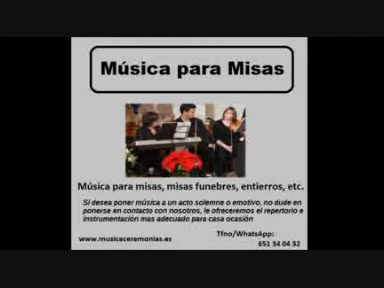 Música para Misas
Música para misas, misas funebres, entierros, etc.
Si desea poner música a un acto solemne o emotivo, no dude en
ponerse en contacto con nosotros, le ofreceremos el repertorio e
instrumentación mas adecuado para casa ocasión
Tfno/WhatsApp:
www.musicaceremonias.es
651 34 04 32